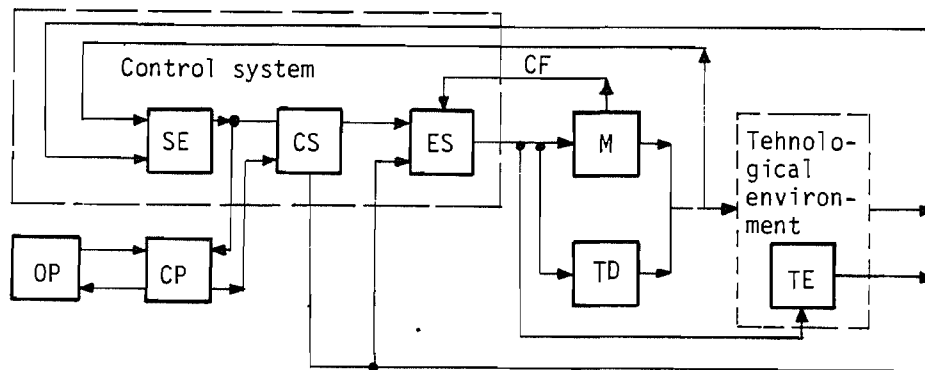 Control system
CF
SE
CS
ES
M
Tehnolo-
gical
environ-
ment
OP
CP
TD
TE